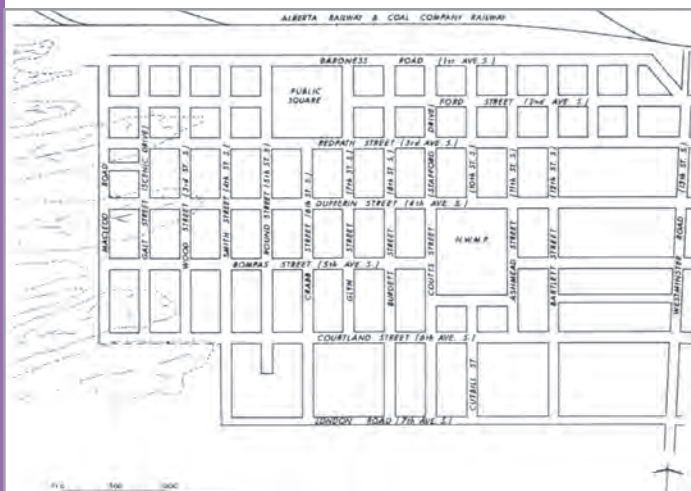 ALBERTA RAILWAY & COAL COMPANY RAILWAY
BARONESS ROAD (1st AVE. S.)
PUBLIC
SQUARE
FORD STREET (2nd AVE. S.)
REDPATH STREET (3rd AVE. S.)
MACLEOD ROAD
GALT STREET (SCENIC DRIVE)
WOOD STREET (3rd ST. S.)
SMITH STREET (4th ST. S.)
ROUND STREET (5th ST. S.)
CRABB STREET (6th ST. S.)
GLYN STREET (7th ST. S.)
BURDETT STREET (8th ST. S.)
COUTTS STREET (STAFFORD DRIVE)
(10th ST. S.)
ASHMEAD STREET (11th ST. S.)
BARTLETT STREET (12th ST. S.)
WESTMINSTER ROAD (13th ST. S.)
DUFFERIN STREET (4th AVE. S.)
N.W.M.P.
BOMPAS STREET (5th AVE. S.)
COURTLAND STREET (6th AVE. S.)
CUTBILL ST
LONDON ROAD (7th AVE. S.)
500